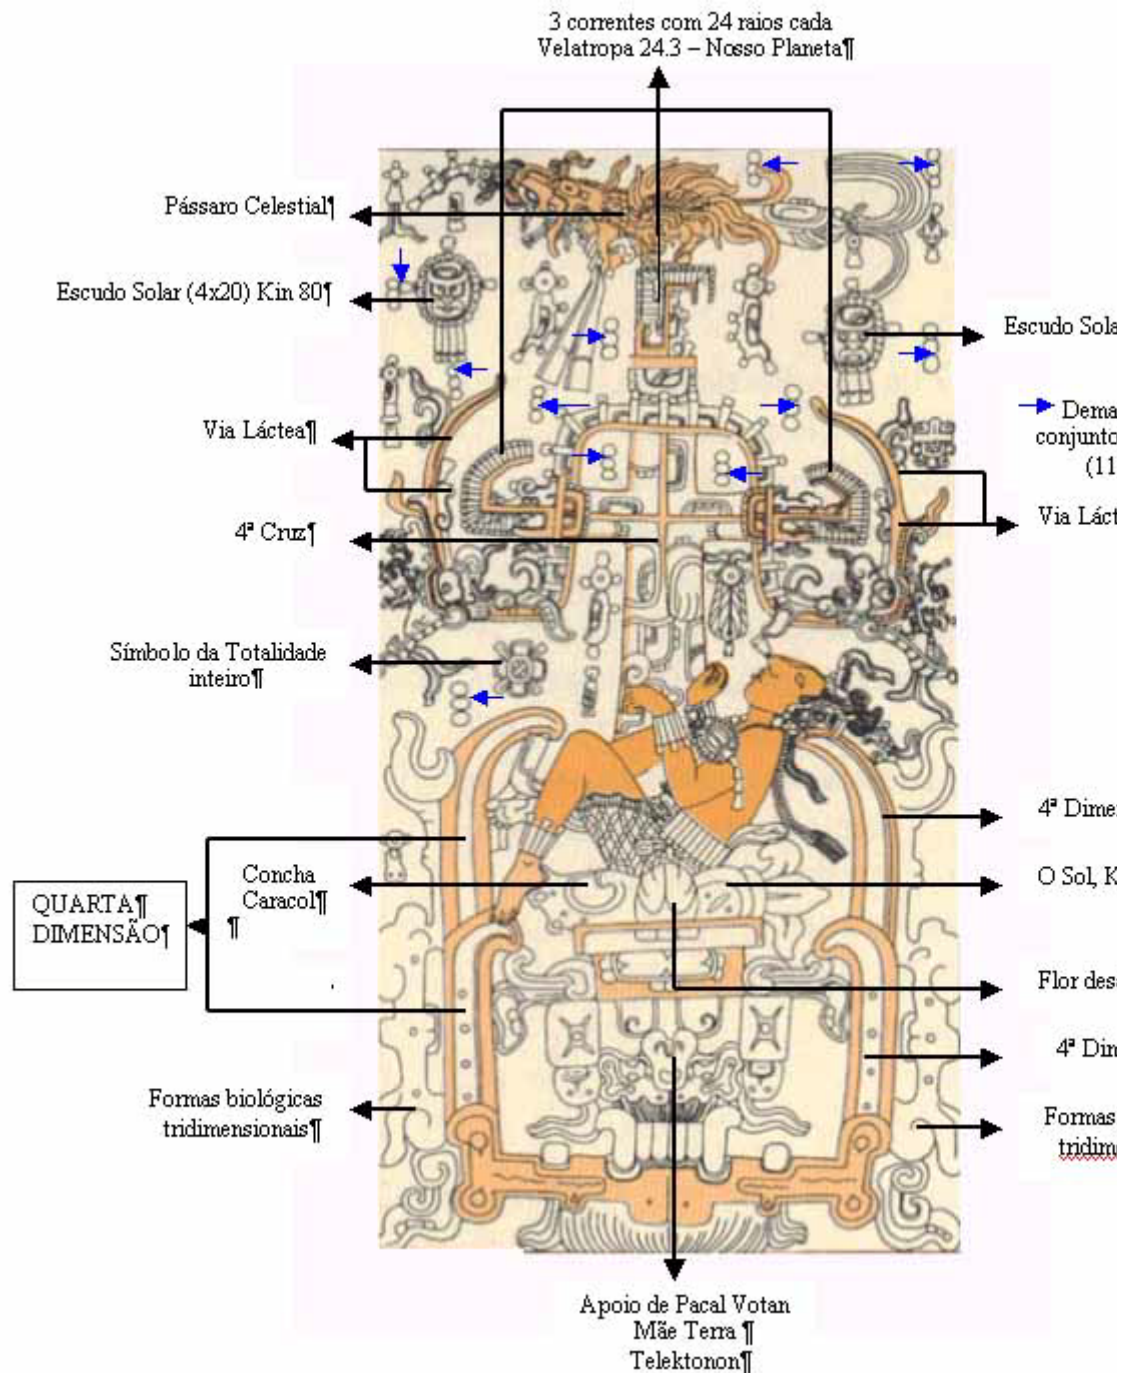 3 correntes com 24 raios cada
Velatropa 24.3 – Nosso Planeta¶
Pássaro Celestial¶
Escudo Solar (4x20) Kin 80¶
Escudo Sola
Dema
conjunto
(11
Via Láctea¶
Via Láct
4ª Cruz¶
Símbolo da Totalidade
inteiro¶
4ª Dime
Concha
Caracol¶
¶
O Sol, K
QUARTA¶
DIMENSÃO¶
Flor des
4ª Din
Formas biológicas
tridimensionais¶
Formas
tridim
Apoio de Pacal Votan
Mãe Terra ¶
Telektonon¶